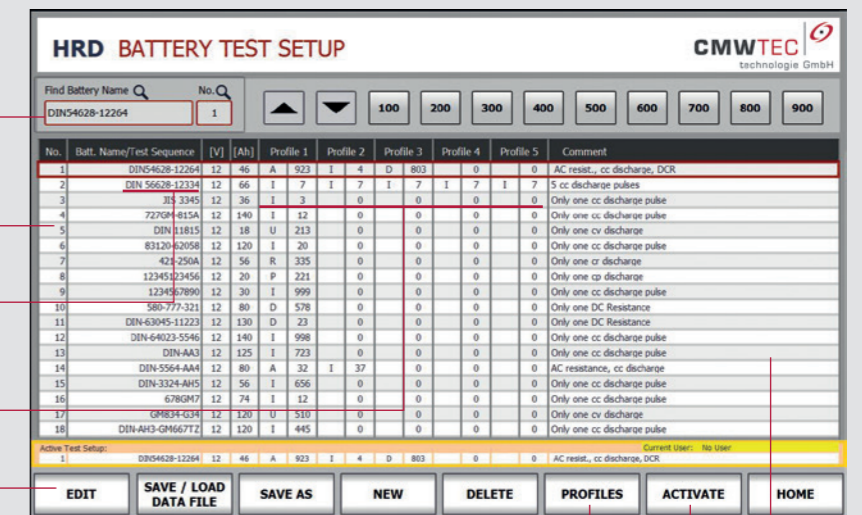 HRD BATTERY TEST SETUP
CMWTEC
technologie GmbH
Find Battery Name No.
DIN54628-12264 1 100 200 300 400 500 600 700 800 900
No. Batt. Name/Test Sequence [V] [Ah] Profile 1 Profile 2 Profile 3 Profile 4 Profile 5 Comment
1 DIN54628-12264 12 46 A 923 I 4 D 803 0 0 AC resist., cc discharge, DCR
2 DIN 56628-12334 12 66 I 7 I 7 I 7 I 7 I 7 5 cc discharge pulses
3 JIS 3345 12 36 I 3 0 0 0 0 Only one cc discharge pulse
4 727GM-815A 12 140 I 12 0 0 0 0 Only one cc discharge pulse
5 DIN 11815 12 18 U 213 0 0 0 0 Only one cv discharge
6 83120-62058 12 120 I 20 0 0 0 0 Only one cc discharge pulse
7 421-250A 12 56 R 335 0 0 0 0 Only one cr discharge
8 12345123456 12 20 P 221 0 0 0 0 Only one cp discharge
9 1234567890 12 30 I 999 0 0 0 0 Only one cc discharge pulse
10 580-777-321 12 80 D 578 0 0 0 0 Only one DC Resistance
11 DIN-63045-11223 12 130 D 23 0 0 0 0 Only one DC Resistance
12 DIN-64023-5546 12 140 I 998 0 0 0 0 Only one cc discharge pulse
13 DIN-AA3 12 125 I 723 0 0 0 0 Only one cc discharge pulse
14 DIN-5564-AA4 12 80 A 32 I 37 0 0 0 AC resistance, cc discharge
15 DIN-3324-AH5 12 56 I 656 0 0 0 0 Only one cc discharge pulse
16 678GM7 12 74 I 12 0 0 0 0 Only one cc discharge pulse
17 GM834-G34 12 120 U 510 0 0 0 0 Only one cv discharge
18 DIN-AH3-GM667TZ 12 120 I 445 0 0 0 0 Only one cc discharge pulse
Active Test Setup: Current User: No User
1 DIN54628-12264 12 46 A 923 I 4 D 803 0 0 AC resist., cc discharge, DCR
EDIT SAVE / LOAD DATA FILE SAVE AS NEW DELETE PROFILES ACTIVATE HOME